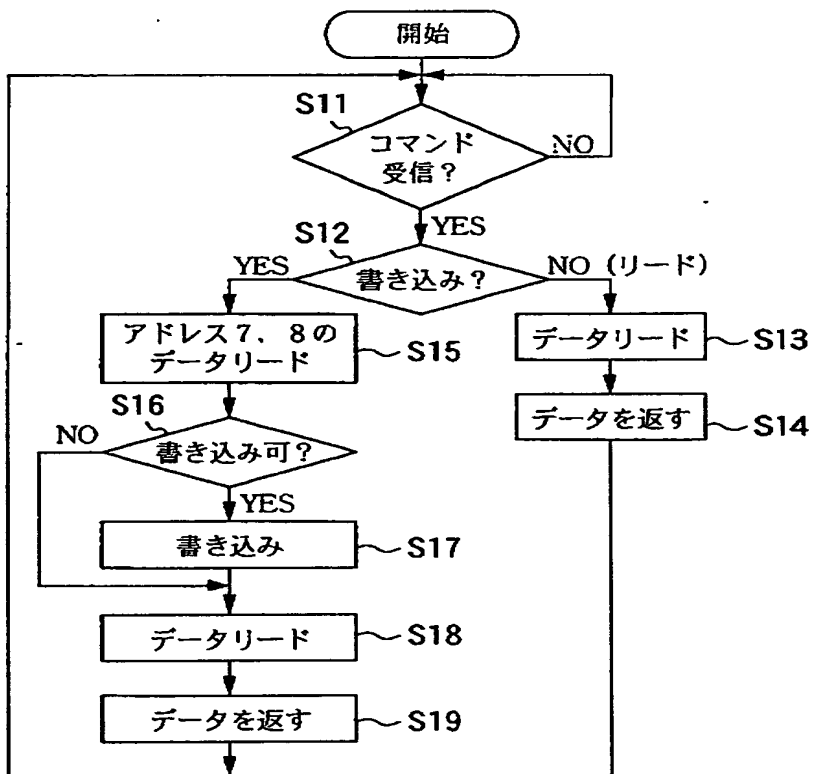 開始
S11
コマンド
受信？
NO
YES
S12
書き込み？
YES
NO (リード)
アドレス7，8の
データリード
S15
データリード
S13
データを返す
S14
S16
書き込み可？
NO
YES
書き込み
S17
データリード
S18
データを返す
S19